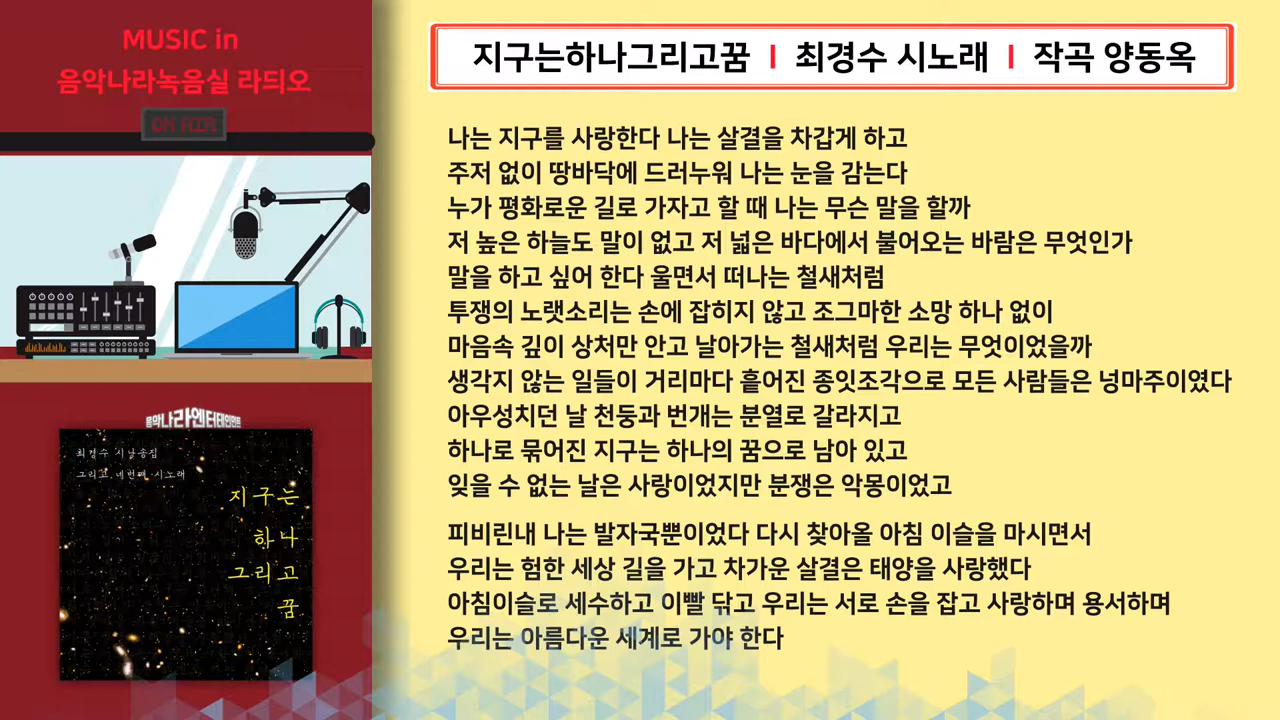 MUSIC in
음악나라녹음실 라듸오
ON AIR
음악나라엔터테인먼트
최경수 시낭송집
그리고 네번째 시노래
지구는
하나
그리고
꿈
지구는하나그리고꿈 I 최경수 시노래 I 작곡 양동옥
나는 지구를 사랑한다 나는 살결을 차갑게 하고
주저 없이 땅바닥에 드러누워 나는 눈을 감는다
누가 평화로운 길로 가자고 할 때 나는 무슨 말을 할까
저 높은 하늘도 말이 없고 저 넓은 바다에서 불어오는 바람은 무엇인가
말을 하고 싶어 한다 울면서 떠나는 철새처럼
투쟁의 노랫소리는 손에 잡히지 않고 조그마한 소망 하나 없이
마음속 깊이 상처만 안고 날아가는 철새처럼 우리는 무엇이었을까
생각지 않는 일들이 거리마다 흩어진 종잇조각으로 모든 사람들은 넝마주이였다
아우성치던 날 천둥과 번개는 분열로 갈라지고
하나로 묶어진 지구는 하나의 꿈으로 남아 있고
잊을 수 없는 날은 사랑이었지만 분쟁은 악몽이었고
피비린내 나는 발자국뿐이었다 다시 찾아올 아침 이슬을 마시면서
우리는 험한 세상 길을 가고 차가운 살결은 태양을 사랑했다
아침이슬로 세수하고 이빨 닦고 우리는 서로 손을 잡고 사랑하며 용서하며
우리는 아름다운 세계로 가야 한다